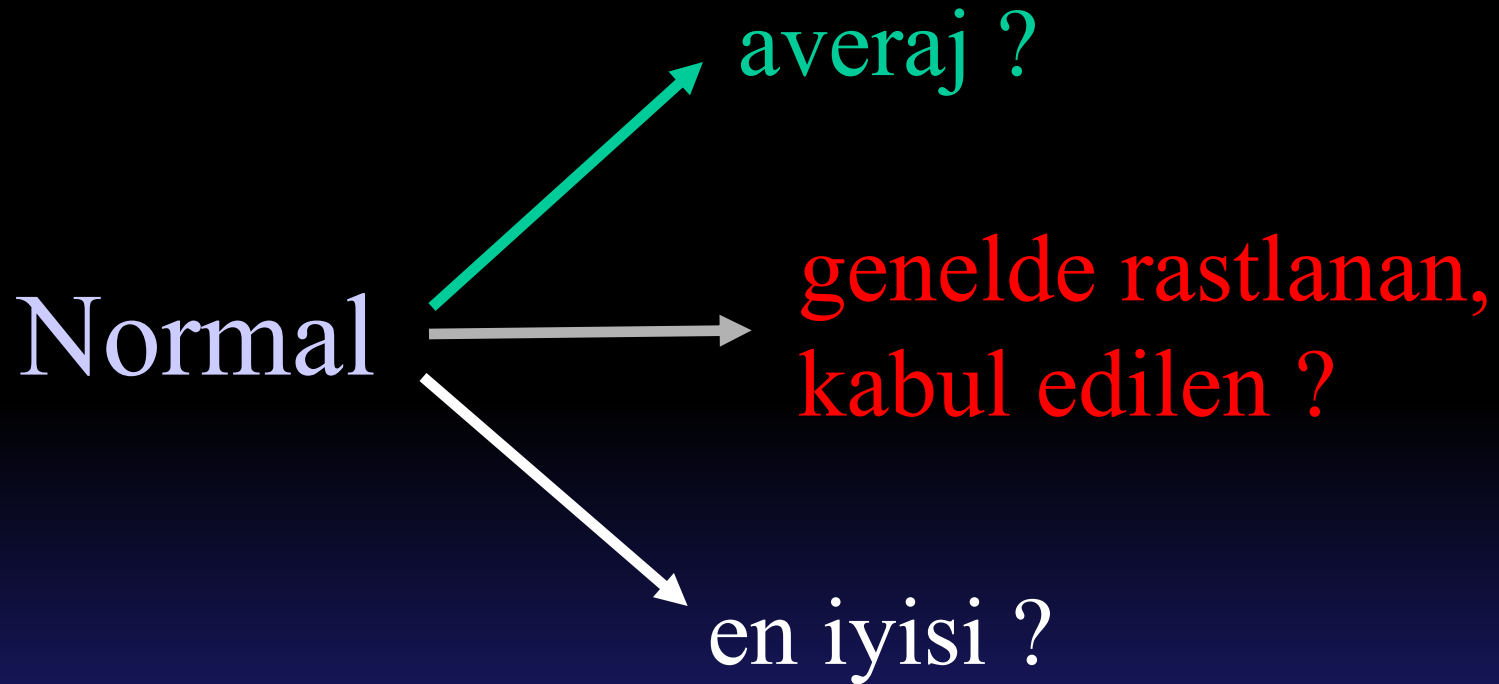 averaj ?
genelde rastlanan,
Normal
kabul edilen ?
en iyisi ?